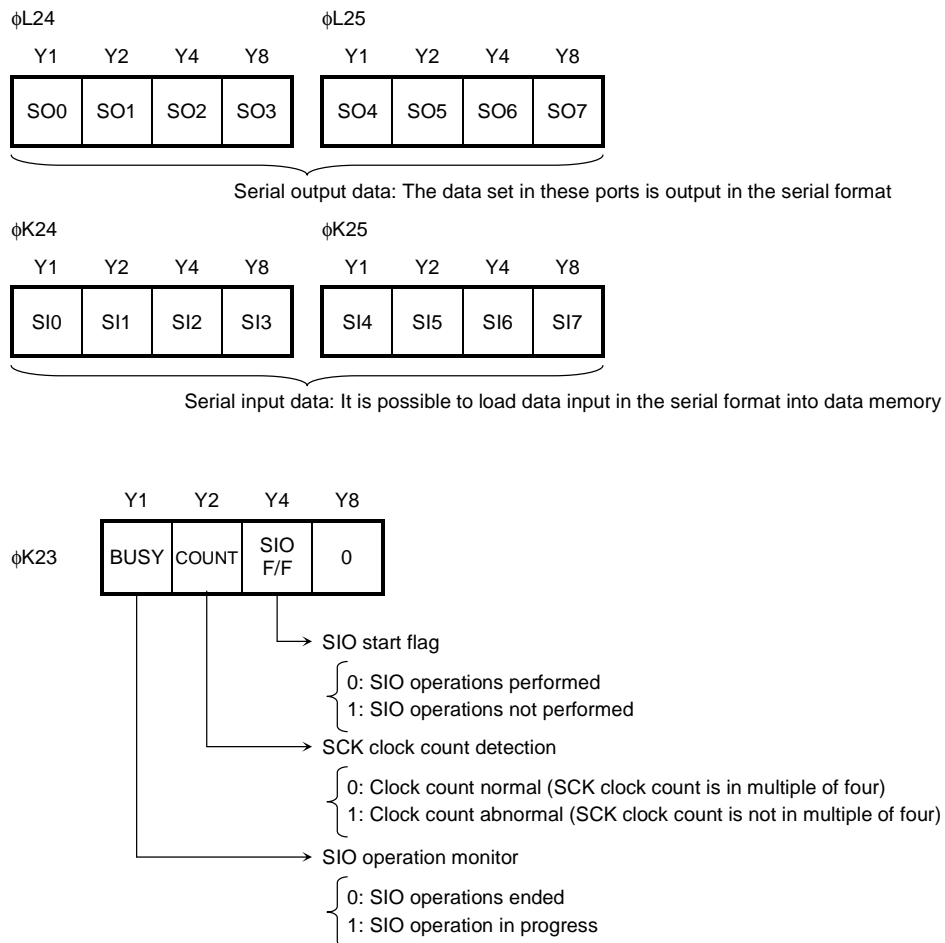 ϕL24 ϕL25
Y1 Y2 Y4 Y8 Y1 Y2 Y4 Y8
SO0 SO1 SO2 SO3 SO4 SO5 SO6 SO7
Serial output data: The data set in these ports is output in the serial format
ϕK24 ϕK25
Y1 Y2 Y4 Y8 Y1 Y2 Y4 Y8
SI0 SI1 SI2 SI3 SI4 SI5 SI6 SI7
Serial input data: It is possible to load data input in the serial format into data memory
Y1 Y2 Y4 Y8
ϕK23 BUSY COUNT SIO F/F 0
SIO start flag
0: SIO operations performed
1: SIO operations not performed
SCK clock count detection
0: Clock count normal (SCK clock count is in multiple of four)
1: Clock count abnormal (SCK clock count is not in multiple of four)
SIO operation monitor
0: SIO operations ended
1: SIO operation in progress